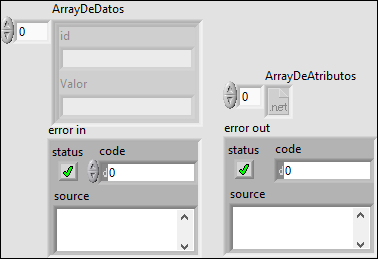 ArrayDeDatos
0
id
Valor
ArrayDeAtributos
0
.net
error in
status
code
d0
source
error out
status
code
d0
source